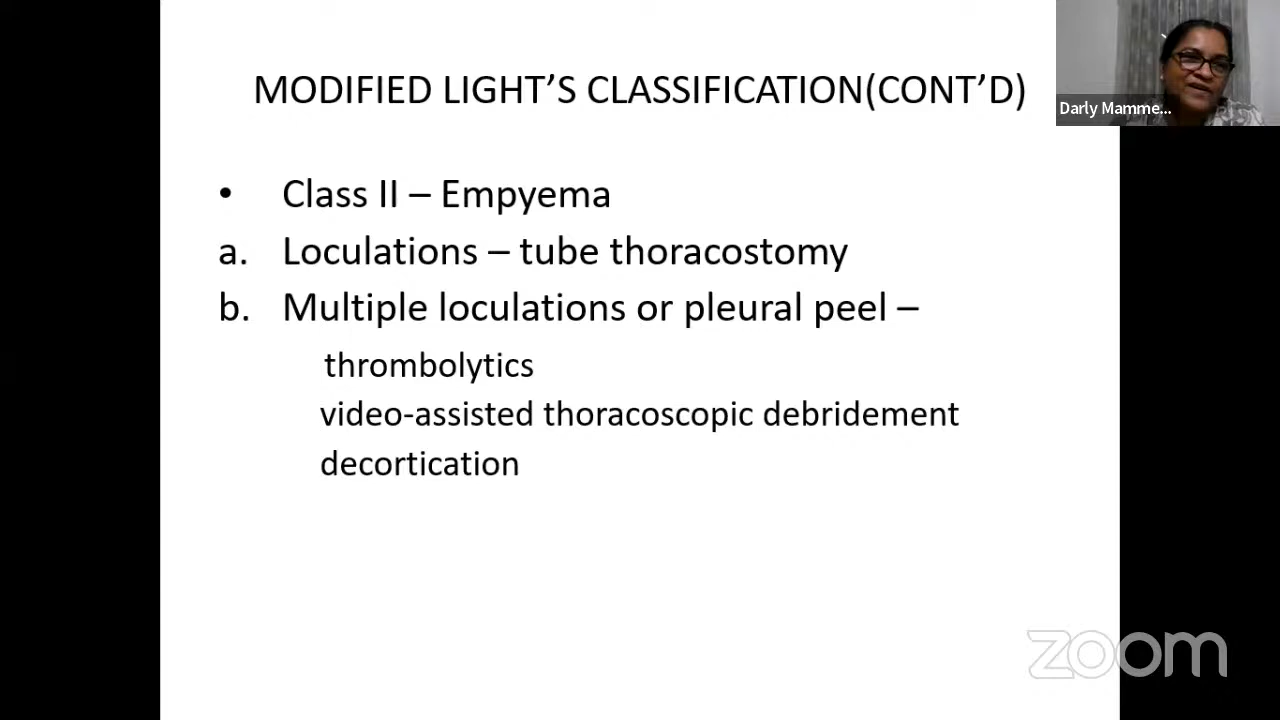 MODIFIED LIGHT’S CLASSIFICATION(CONT’D)
Darly Mamme...
• Class II – Empyema
a. Loculations – tube thoracostomy
b. Multiple loculations or pleural peel –
thrombolytics
video-assisted thoracoscopic debridement
decortication
zoom